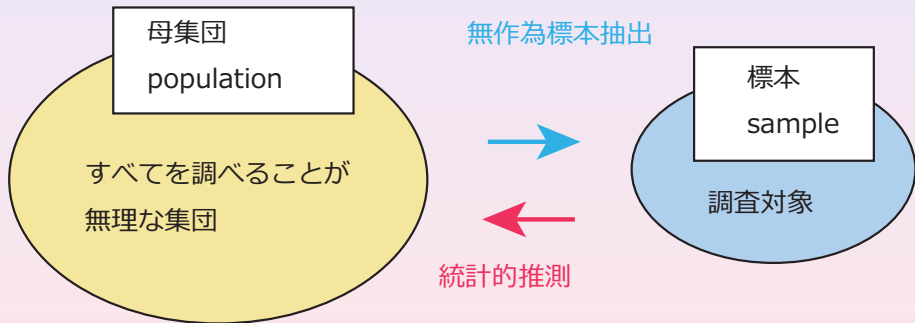 母集団
population
すべてを調べることが
無理な集団
無作為標本抽出
統計的推測
標本
sample
調査対象